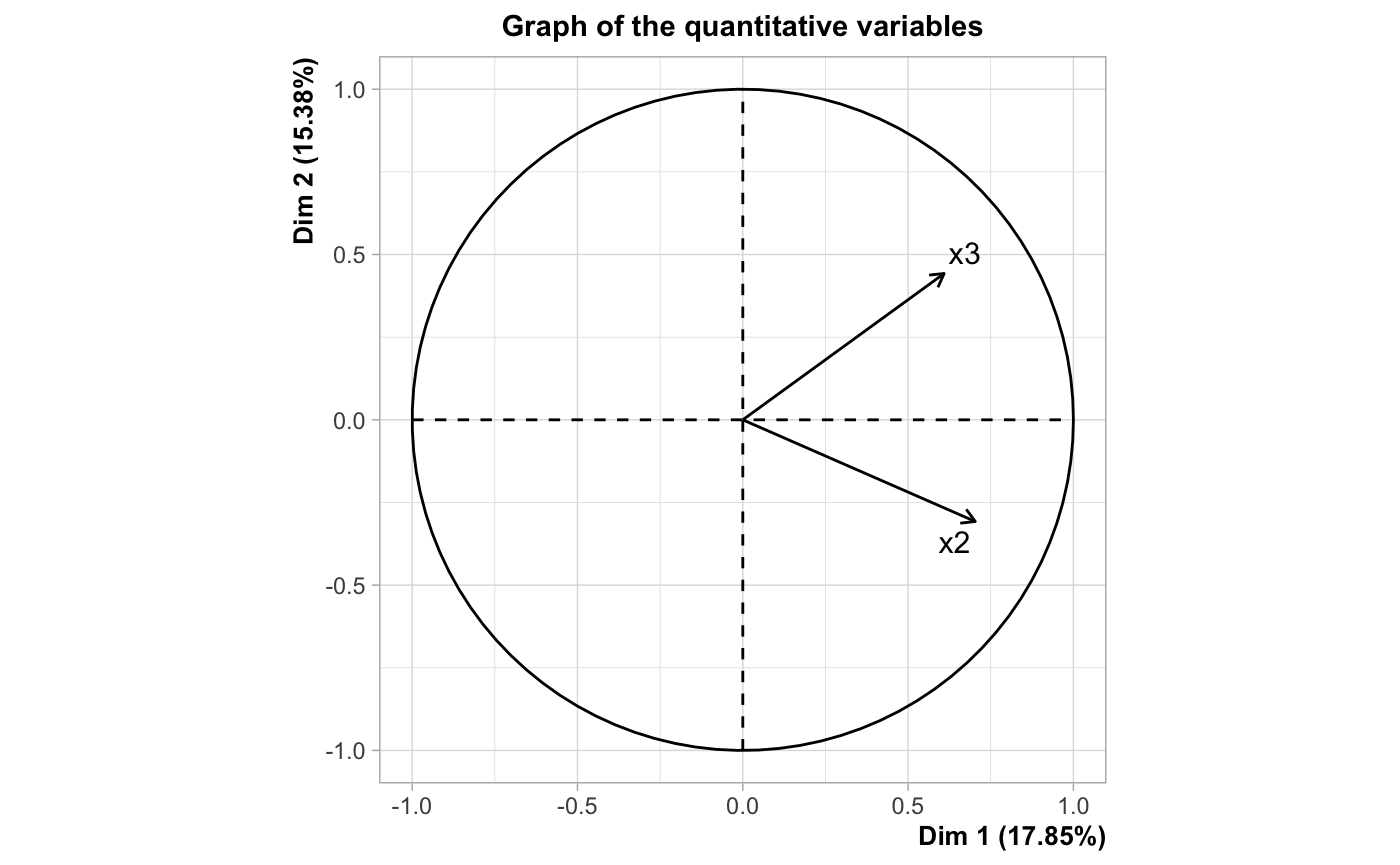 Graph of the quantitative variables
Dim 2 (15.38%)
1.0
0.5
0.0
-0.5
-1.0
x3
x2
-1.0 -0.5 0.0 0.5 1.0
Dim 1 (17.85%)